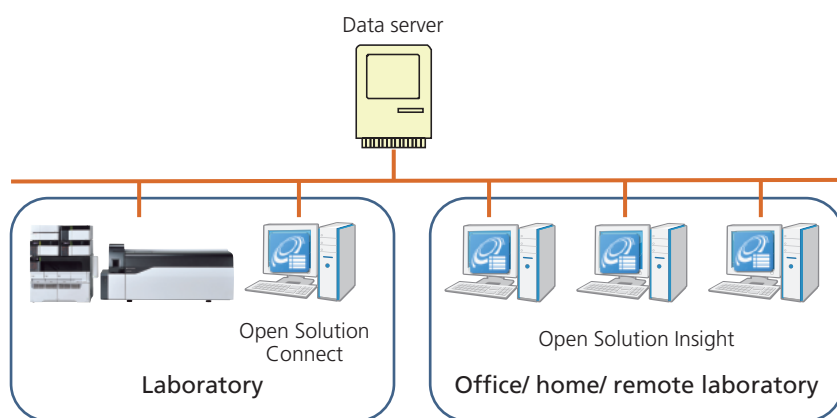 Data server
Open Solution
Connect
Open Solution Insight
Laboratory
Office/ home/ remote laboratory